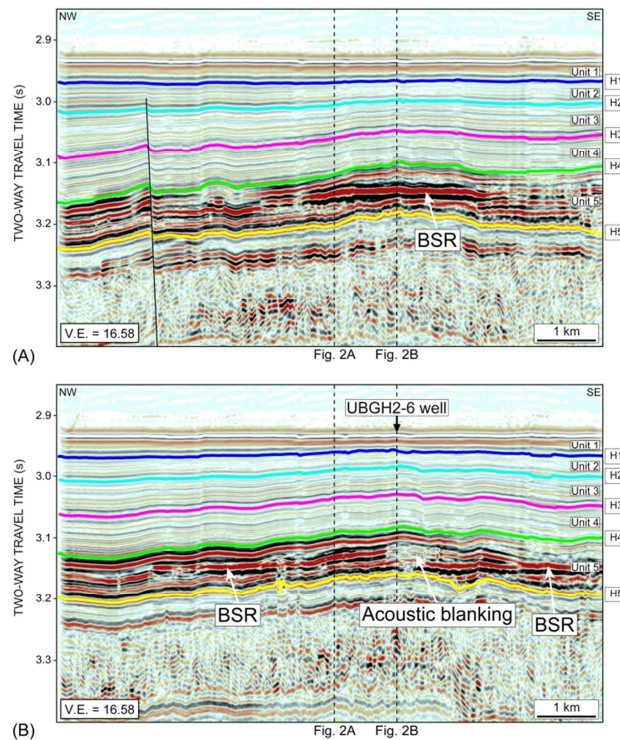 NW
SE
2.9
Unit 1
H1
Unit 2
3.0
H2
Unit 3
H3
Unit 4
3.1
H4
Unit 5
3.2
BSR
H5
3.3
TWO-WAY TRAVEL TIME (s)
V.E. = 16.58
1 km
(A)
Fig. 2A Fig. 2B
NW
SE
UBGH2-6 well
2.9
Unit 1
H1
Unit 2
3.0
H2
Unit 3
H3
Unit 4
3.1
H4
Unit 5
3.2
H5
BSR
Acoustic blanking
BSR
3.3
TWO-WAY TRAVEL TIME (s)
V.E. = 16.58
1 km
(B)
Fig. 2A Fig. 2B